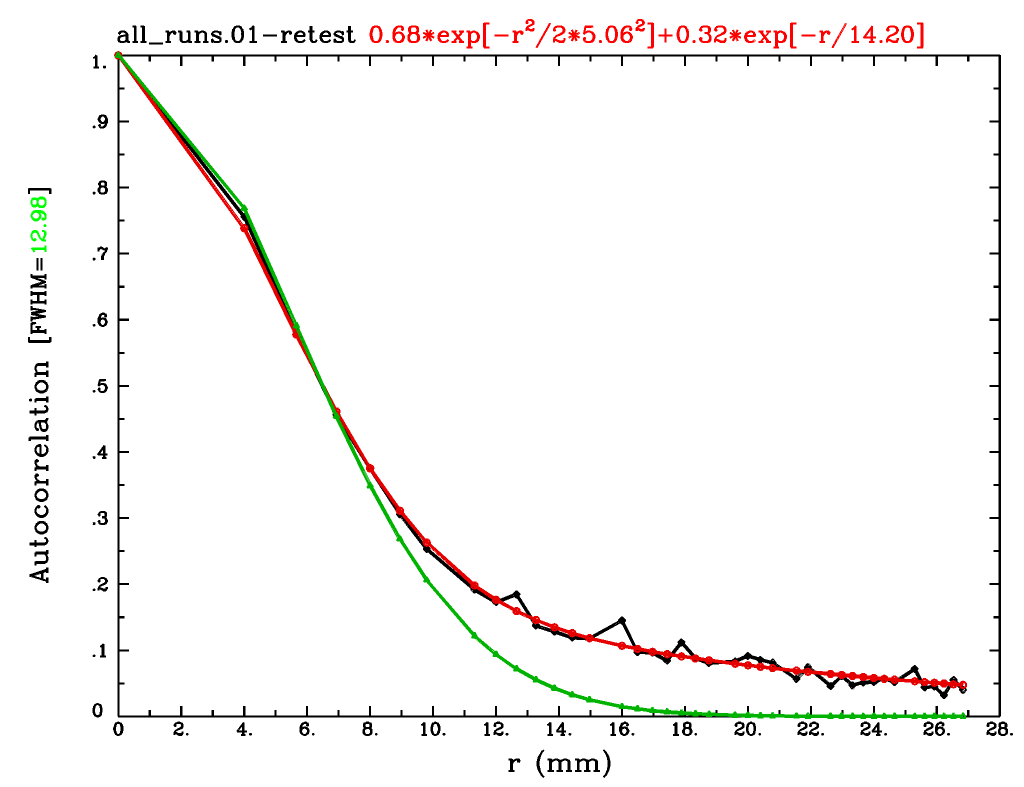 all_runs.01-retest 0.68*exp[-r²/2*5.06²]+0.32*exp[-r/14.20]
1.
.9
.8
.7
.6
.5
.4
.3
.2
.1
0
Autocorrelation [FWHM=12.98]
0 2. 4. 6. 8. 10. 12. 14. 16. 18. 20. 22. 24. 26. 28.
r (mm)